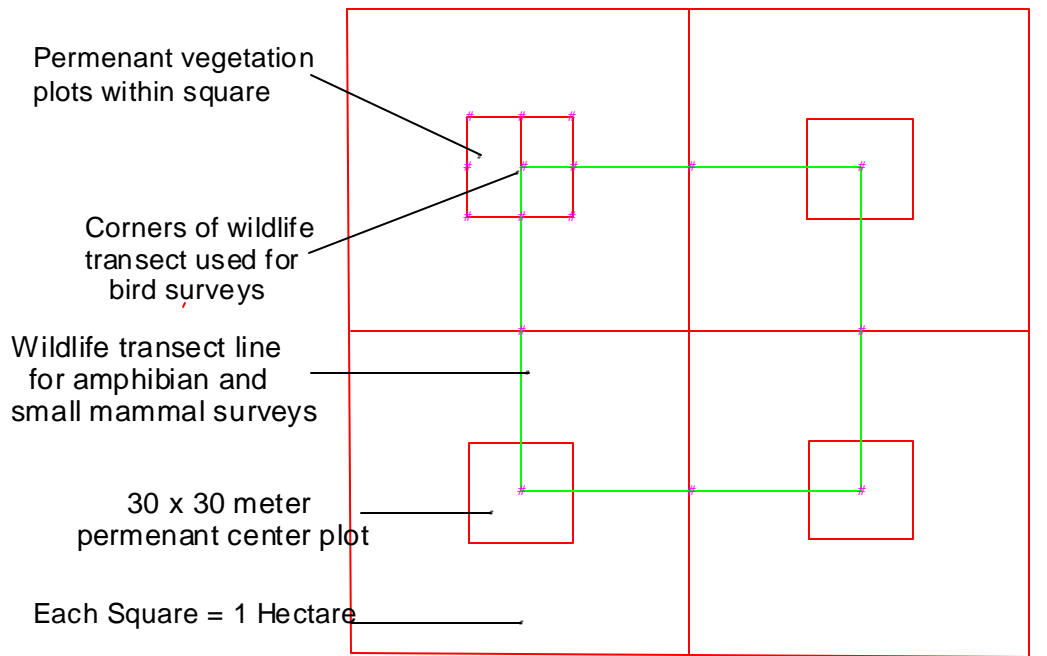 Permenant vegetation
plots within square
Corners of wildlife
transect used for
bird surveys
Wildlife transect line
for amphibian and
small mammal surveys
30 x 30 meter
permenant center plot
Each Square = 1 Hectare